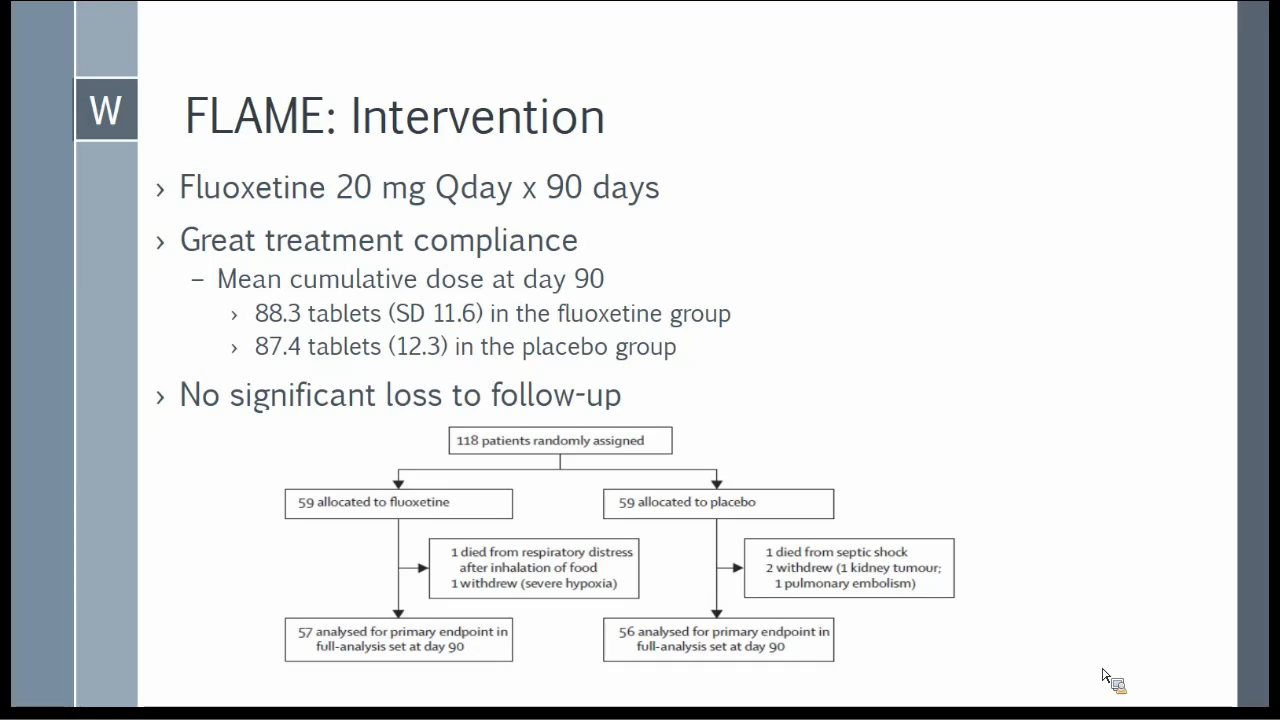 W
FLAME: Intervention
› Fluoxetine 20 mg Qday x 90 days
› Great treatment compliance
– Mean cumulative dose at day 90
› 88.3 tablets (SD 11.6) in the fluoxetine group
› 87.4 tablets (12.3) in the placebo group
› No significant loss to follow-up
118 patients randomly assigned
59 allocated to fluoxetine
59 allocated to placebo
1 died from respiratory distress
after inhalation of food
1 withdrew (severe hypoxia)
1 died from septic shock
2 withdrew (1 kidney tumour;
1 pulmonary embolism)
57 analysed for primary endpoint in
full-analysis set at day 90
56 analysed for primary endpoint in
full-analysis set at day 90